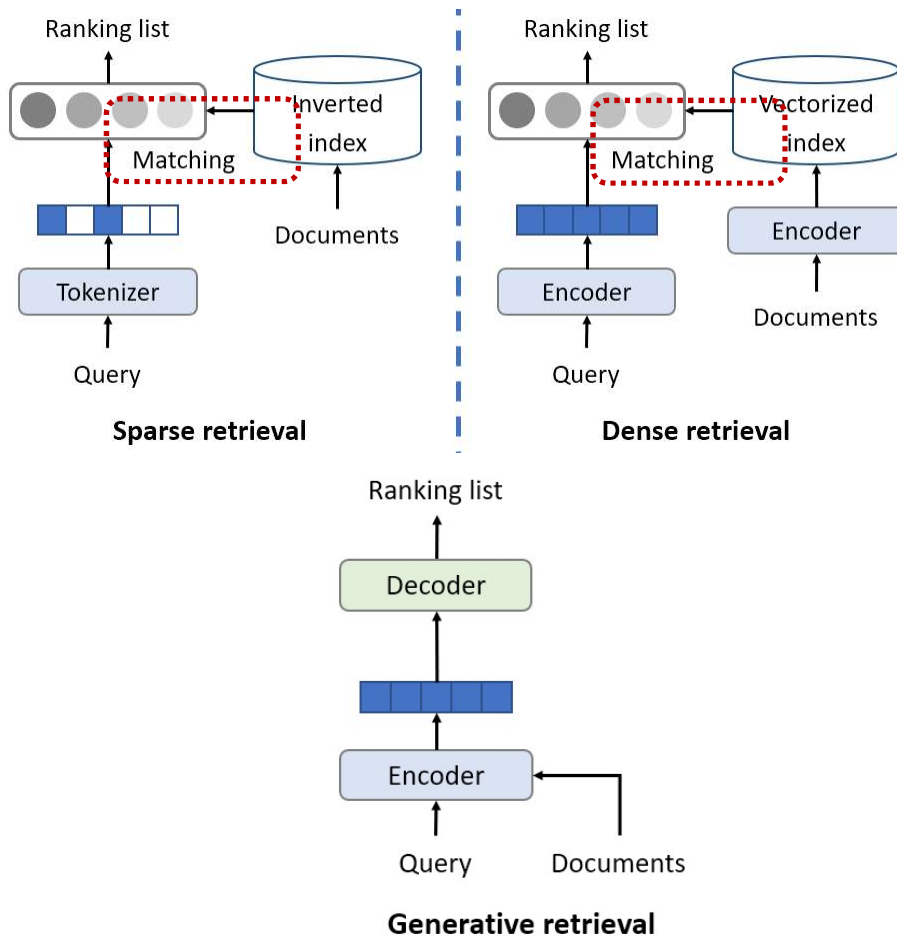 Ranking list
Inverted
index
Matching
Documents
Tokenizer
Query
Sparse retrieval
Ranking list
Vectorized
index
Matching
Encoder
Encoder
Documents
Query
Dense retrieval
Ranking list
Decoder
Encoder
Query
Documents
Generative retrieval